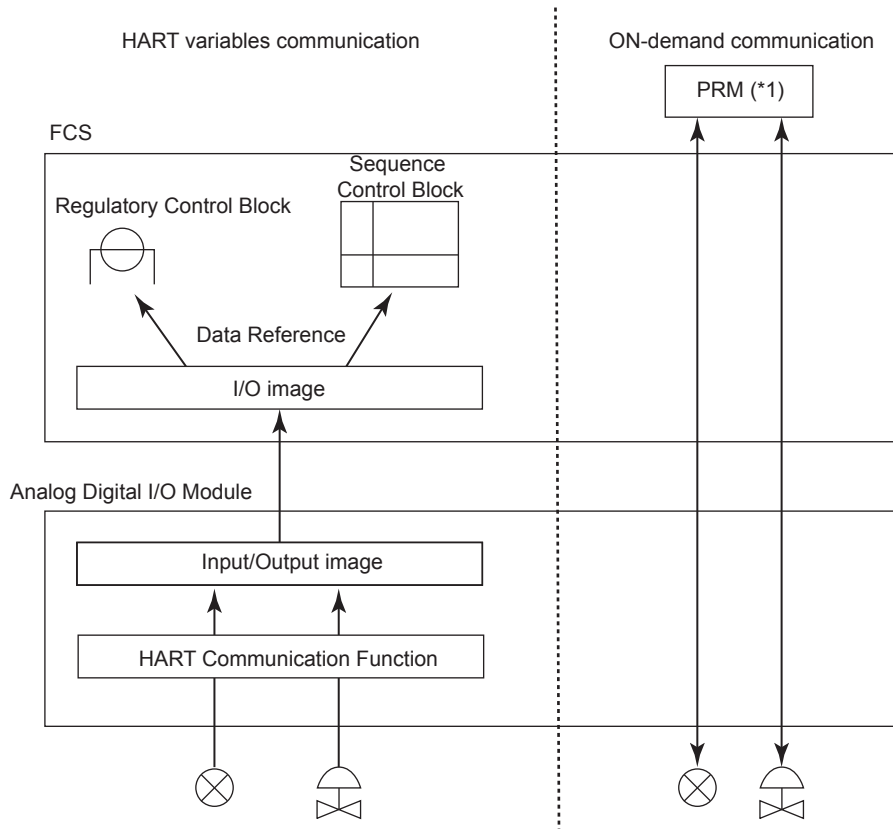 HART variables communication
ON-demand communication
PRM (*1)
FCS
Sequence
Control Block
Regulatory Control Block
Data Reference
I/O image
Analog Digital I/O Module
Input/Output image
HART Communication Function